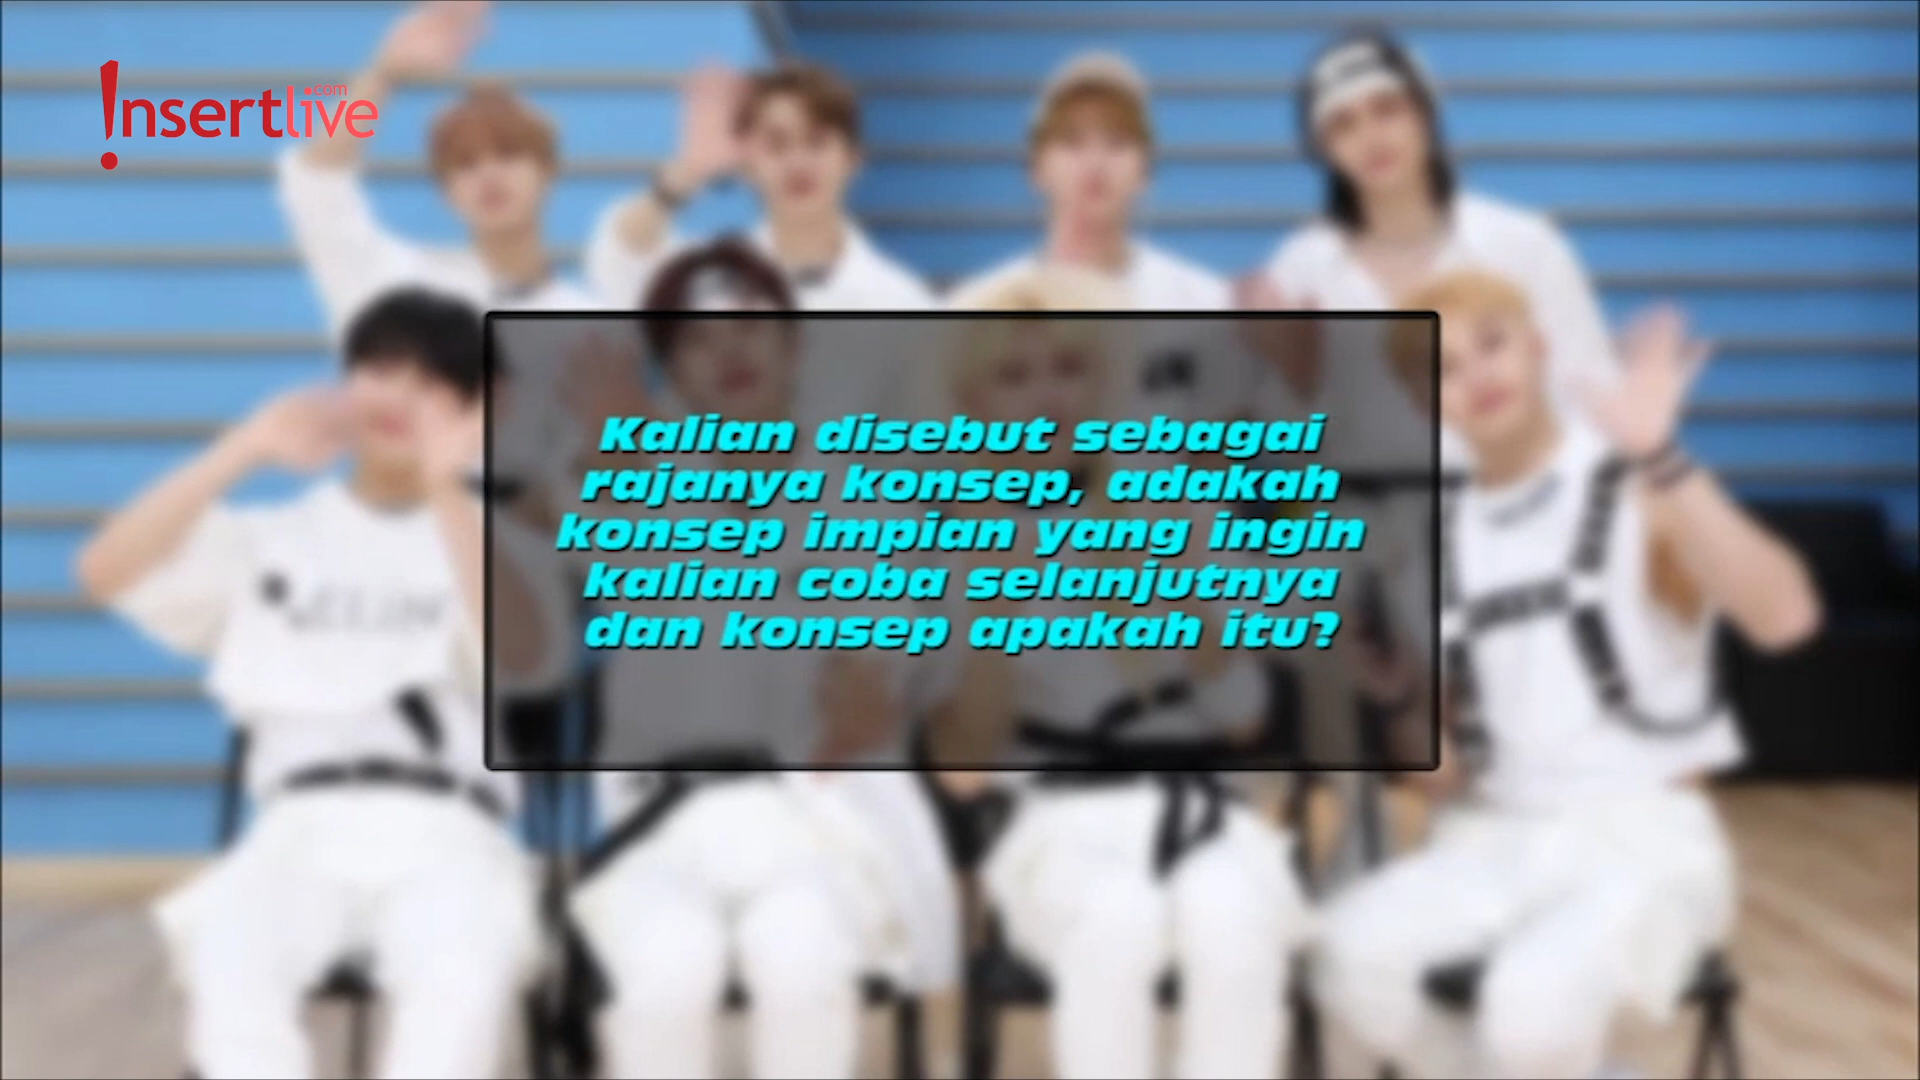 !nsertlive.com
Kalian disebut sebagai
rajanya konsep, adakah
konsep impian yang ingin
kalian coba selanjutnya
dan konsep apakah itu?